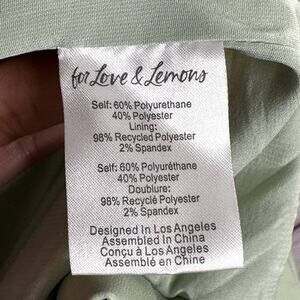 for Love & Lemons
Self: 60% Polyurethane
40% Polyester
Lining:
98% Recycled Polyester
2% Spandex
Self: 60% Polyuréthane
40% Polyester
Doublure:
98% Recyclé Polyester
2% Spandex
Designed In Los Angeles
Assembled In China
Conçu à Los Angeles
Assemblé en Chine